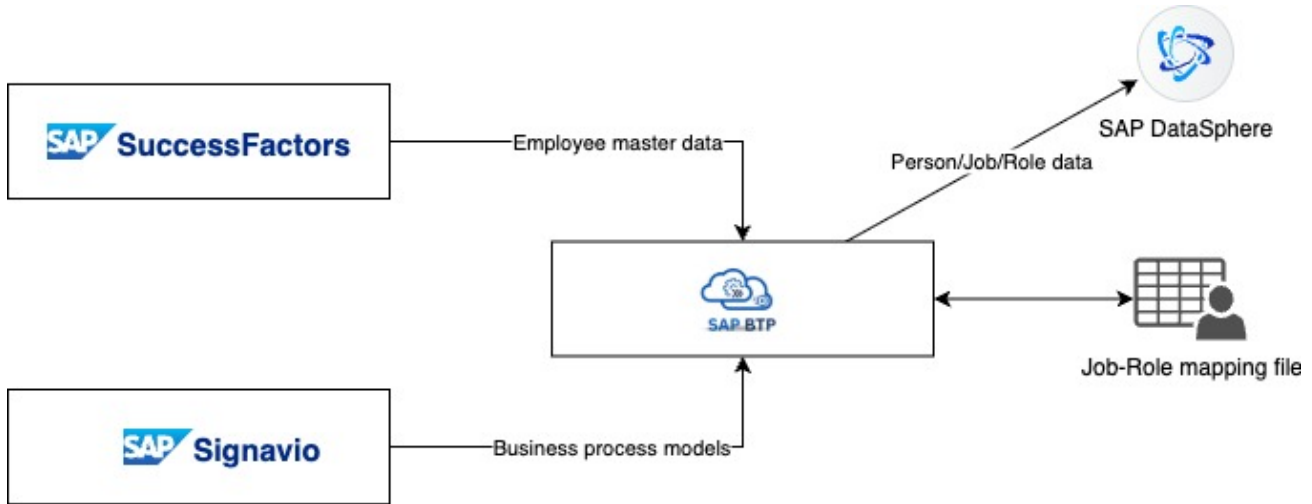 SAP DataSphere
SAP SuccessFactors
Employee master data
Person/Job/Role data
SAP BTP
Job-Role mapping file
SAP Signavio
Business process models